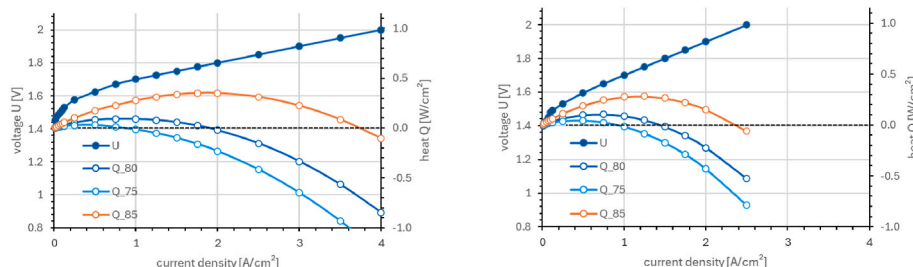 2
1.8
1.6
1.4
1.2
1
0.8
voltage U [V]
1.0
0.5
0.0
-0.5
-1.0
heat Q [W/cm²]
U
Q_80
Q_75
Q_85
0
1
2
3
4
current density [A/cm²]
2
1.8
1.6
1.4
1.2
1
0.8
voltage U [V]
1.0
0.5
0.0
-0.5
-1.0
heat Q [W/cm²]
U
Q_80
Q_75
Q_85
0
1
2
3
4
current density [A/cm²]